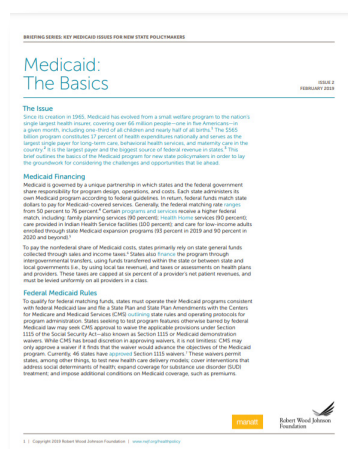 BRIEFING SERIES: KEY MEDICAID ISSUES FOR NEW STATE POLICYMAKERS
Medicaid:
The Basics
ISSUE 2
FEBRUARY 2019
The Issue
Since its creation in 1965, Medicaid has evolved from a small welfare program to the nation's
single largest health insurer, covering over 66 million people—one in five Americans—in
a given month, including one-third of all children and nearly half of all births.1 The $565
billion program constitutes 17 percent of health expenditures nationally and serves as the
largest single payer for long-term care, behavioral health services, and maternity care in the
country.2 It is the largest payer and the biggest source of federal revenue in states.3 This
brief outlines the basics of the Medicaid program for new state policymakers in order to lay
the groundwork for considering the challenges and opportunities that lie ahead.
Medicaid Financing
Medicaid is governed by a unique partnership in which states and the federal government
share responsibility for program design, operations, and costs. Each state administers its
own Medicaid program according to federal guidelines. In return, federal funds match state
dollars to pay for Medicaid-covered services. Generally, the federal matching rate ranges
from 50 percent to 76 percent.4 Certain programs and services receive a higher federal
match, including: family planning services (90 percent); Health Home services (90 percent);
care provided in Indian Health Service facilities (100 percent); and care for low-income adults
enrolled through state Medicaid expansion programs (93 percent in 2019 and 90 percent in
2020 and beyond).5
To pay the nonfederal share of Medicaid costs, states primarily rely on state general funds
collected through sales and income taxes.6 States also finance the program through
intergovernmental transfers, using funds transferred within the state or between state and
local governments (i.e., by using local tax revenue), and taxes or assessments on health plans
and providers. These taxes are capped at six percent of a provider's net patient revenues, and
must be levied uniformly on all providers in a class.
Federal Medicaid Rules
To qualify for federal matching funds, states must operate their Medicaid programs consistent
with federal Medicaid law and file a State Plan and State Plan Amendments with the Centers
for Medicare and Medicaid Services (CMS) outlining state rules and operating protocols for
program administration. States seeking to test program features otherwise barred by federal
Medicaid law may seek CMS approval to waive the applicable provisions under Section
1115 of the Social Security Act—also known as Section 1115 or Medicaid demonstration
waivers. While CMS has broad discretion in approving waivers, it is not limitless: CMS may
only approve a waiver if it finds that the waiver would advance the objectives of the Medicaid
program. Currently, 46 states have approved Section 1115 waivers.7 These waivers permit
states, among other things, to test new health care delivery models; cover interventions that
address social determinants of health; expand coverage for substance use disorder (SUD)
treatment; and impose additional conditions on Medicaid coverage, such as premiums
manatt
Robert Wood Johnson
Foundation
1 | Copyright 2019 Robert Wood Johnson Foundation | www.rwjf.org/healthpolicy